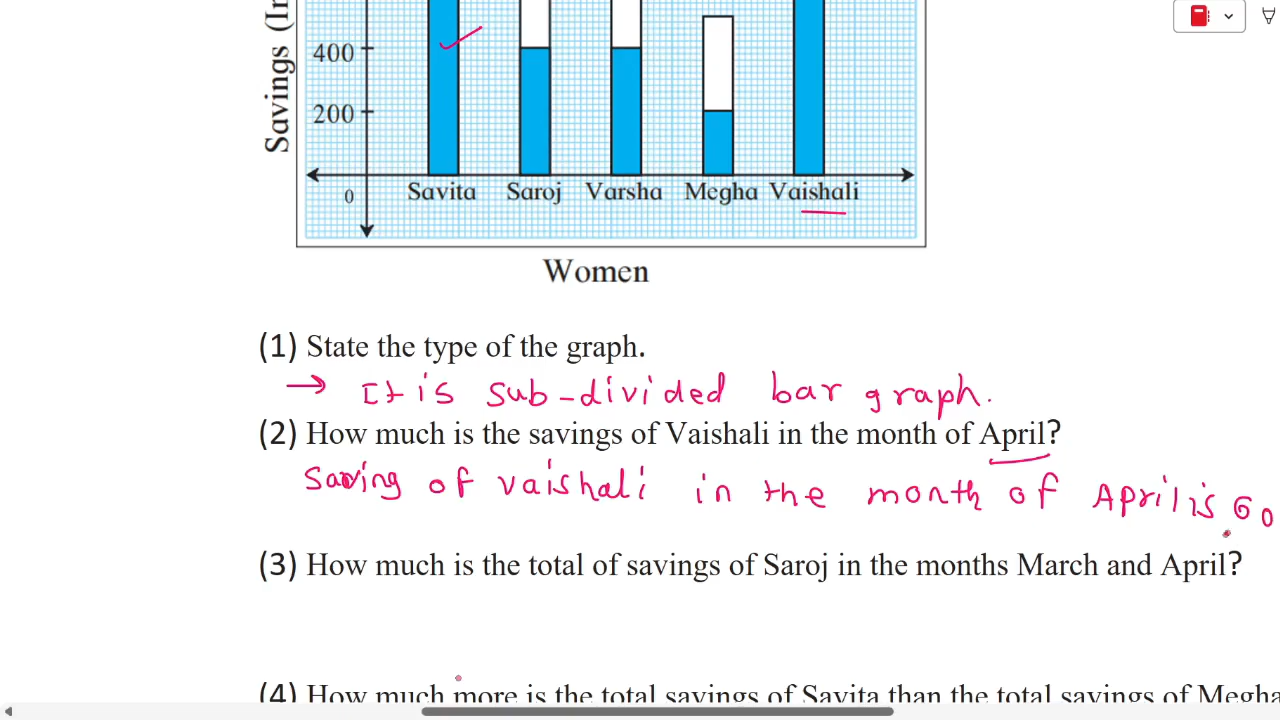 Savings (In
400
200
0
Savita Saroj Varsha Megha Vaishali
Women
(1) State the type of the graph.
→ It is sub-divided bar graph.
(2) How much is the savings of Vaishali in the month of April?
Saving of vaishali in the month of April is 60
(3) How much is the total of savings of Saroj in the months March and April?
(4) How much more is the total savings of Savita than the total savings of Megha